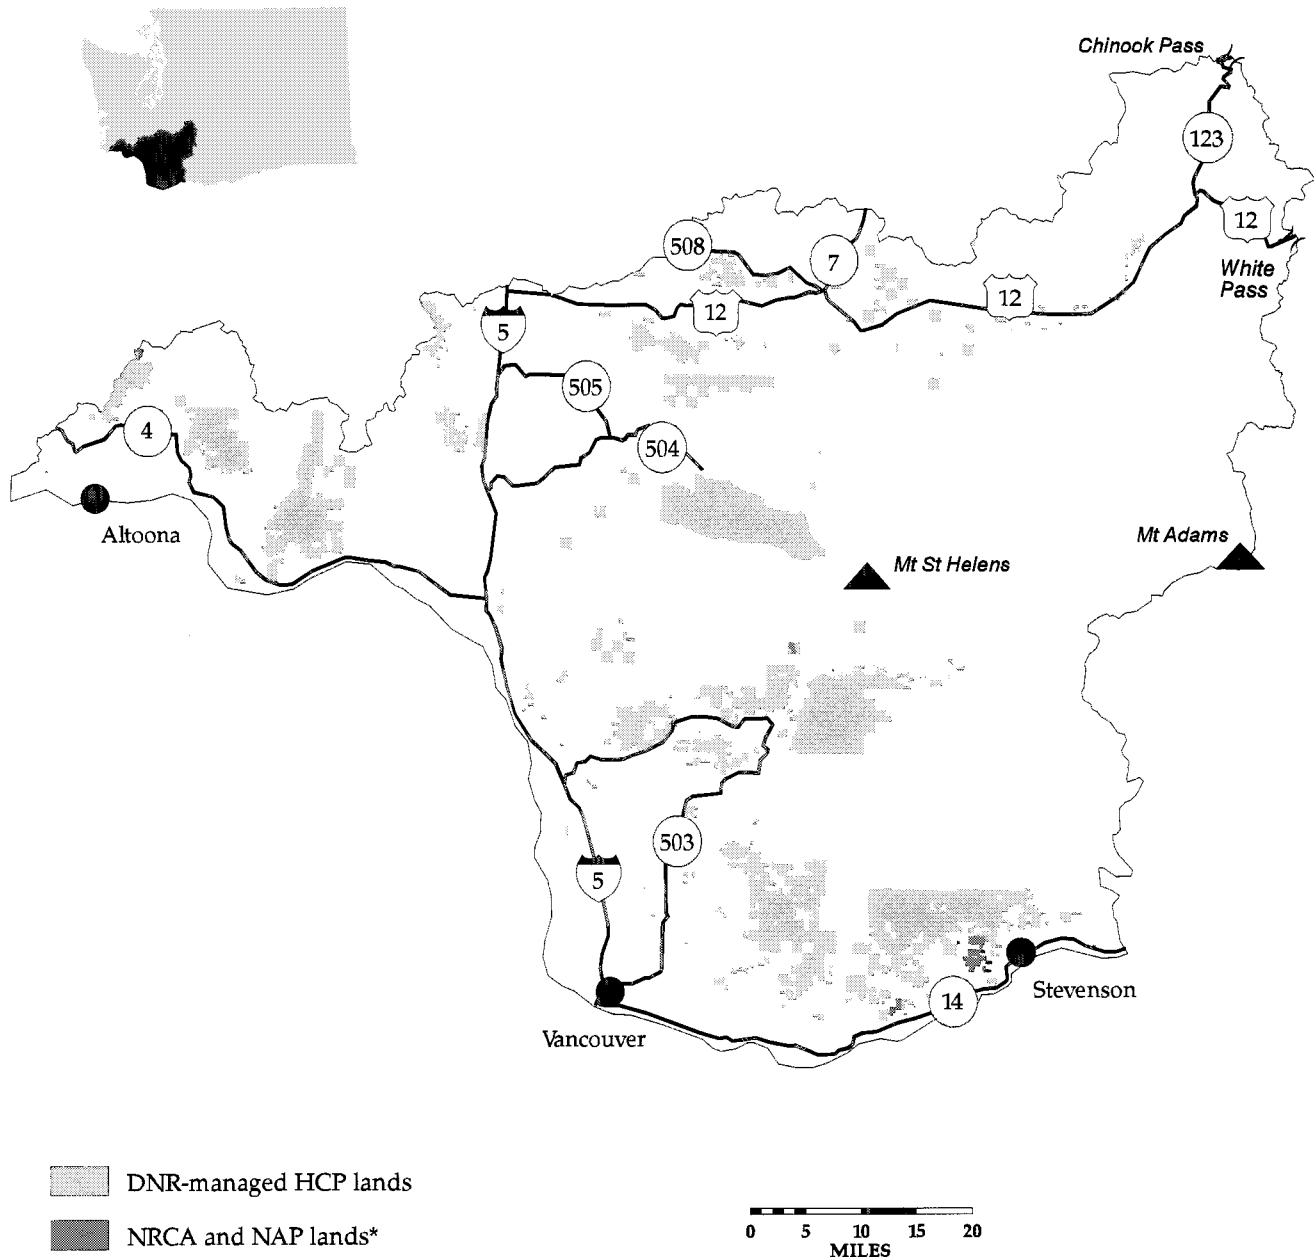 Chinook Pass
123
12
White
Pass
508
7
12
12
5
505
4
504
Altoona
Mt Adams
Mt St Helens
503
5
14
Stevenson
Vancouver
DNR-managed HCP lands
NRCA and NAP lands*
0 5 10 15 20
MILES